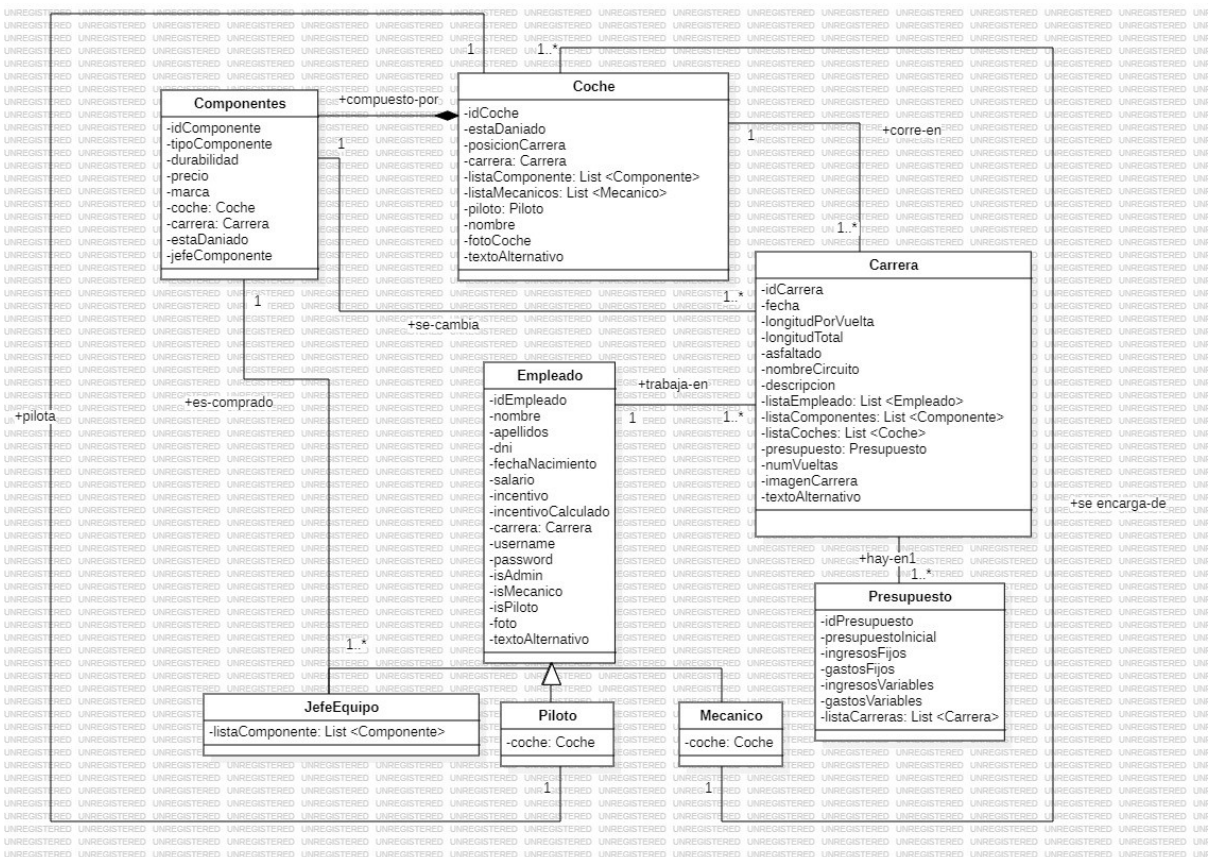 1
1..*
Coche
-idCoche
-estaDaniado
-posicionCarrera
-carrera: Carrera
-listaComponente: List <Componente>
-listaMecanicos: List <Mecanico>
-piloto: Piloto
-nombre
-fotoCoche
-textoAlternativo
Componentes
-idComponente
-tipoComponente
-durabilidad
-precio
-marca
-coche: Coche
-carrera: Carrera
-estaDaniado
-jefeComponente
+compuesto-por
1
1
+corre-en
1..*
Carrera
-idCarrera
-fecha
-longitudPorVuelta
-longitudTotal
-asfaltado
-nombreCircuito
-descripcion
-listaEmpleado: List <Empleado>
-listaComponentes: List <Componente>
-listaCoches: List <Coche>
-presupuesto: Presupuesto
-numVueltas
-imagenCarrera
-textoAlternativo
1
1..*
+se-cambia
Empleado
-idEmpleado
-nombre
-apellidos
-dni
-fechaNacimiento
-salario
-incentivo
-incentivoCalculado
-carrera: Carrera
-username
-password
-isAdmin
-isMecanico
-isPiloto
-foto
-textoAlternativo
+trabaja-en
1
1..*
+es-comprado
+pilota
+se encarga-de
+hay-en1
1..*
Presupuesto
-idPresupuesto
-presupuestoInicial
-ingresosFijos
-gastosFijos
-ingresosVariables
-gastosVariables
-listaCarreras: List <Carrera>
1..*
JefeEquipo
-listaComponente: List <Componente>
Piloto
-coche: Coche
Mecanico
-coche: Coche
1
1
UNREGISTERED